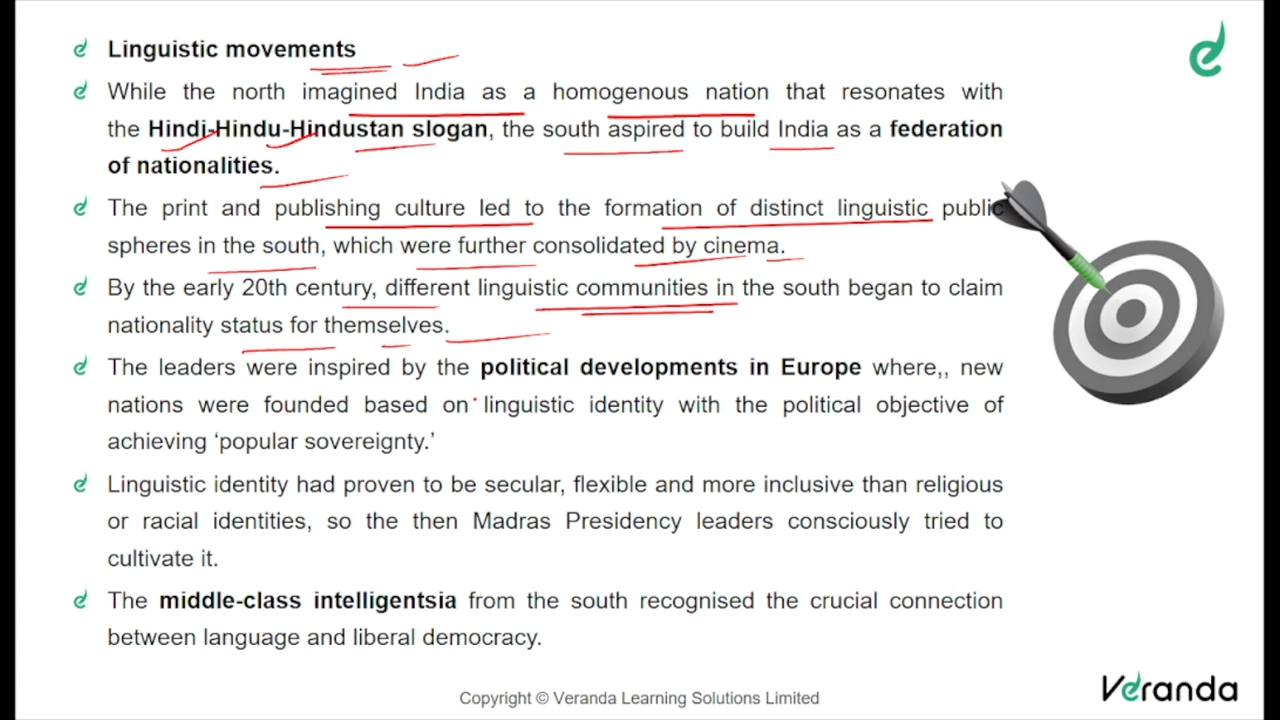 Linguistic movements
While the north imagined India as a homogenous nation that resonates with
the Hindi-Hindu-Hindustan slogan, the south aspired to build India as a federation
of nationalities.
The print and publishing culture led to the formation of distinct linguistic public
spheres in the south, which were further consolidated by cinema.
By the early 20th century, different linguistic communities in the south began to claim
nationality status for themselves.
The leaders were inspired by the political developments in Europe where,, new
nations were founded based on linguistic identity with the political objective of
achieving ‘popular sovereignty.’
Linguistic identity had proven to be secular, flexible and more inclusive than religious
or racial identities, so the then Madras Presidency leaders consciously tried to
cultivate it.
The middle-class intelligentsia from the south recognised the crucial connection
between language and liberal democracy.
Copyright © Veranda Learning Solutions Limited
Veranda